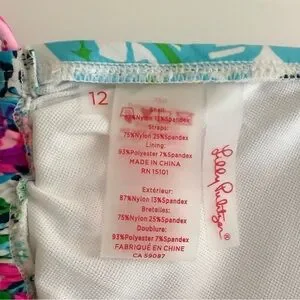 12
Shell:
87%Nylon 13%Spandex
Straps:
75%Nylon 25%Spandex
Lining:
93%Polyester 7%Spandex
MADE IN CHINA
RN 15101
Extérieur:
87%Nylon 13%Spandex
Bretelles:
75%Nylon 25%Spandex
Doublure:
93%Polyester 7%Spandex
FABRIQUÉ EN CHINE
CA 59087
Lilly Pulitzer®